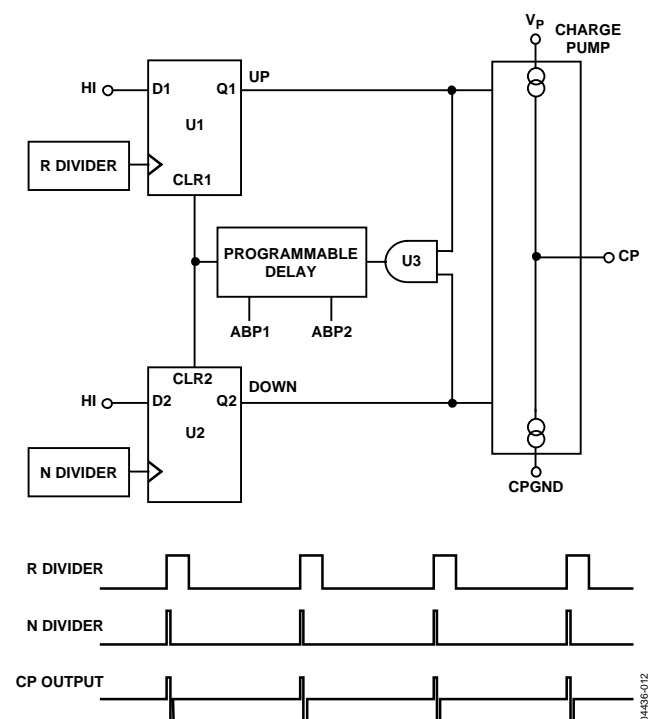 VP
CHARGE
PUMP
HI
D1
Q1
UP
U1
R DIVIDER
CLR1
PROGRAMMABLE
DELAY
U3
CP
ABP1
ABP2
CLR2
DOWN
HI
D2
Q2
U2
N DIVIDER
CPGND
R DIVIDER
N DIVIDER
CP OUTPUT
04436-012